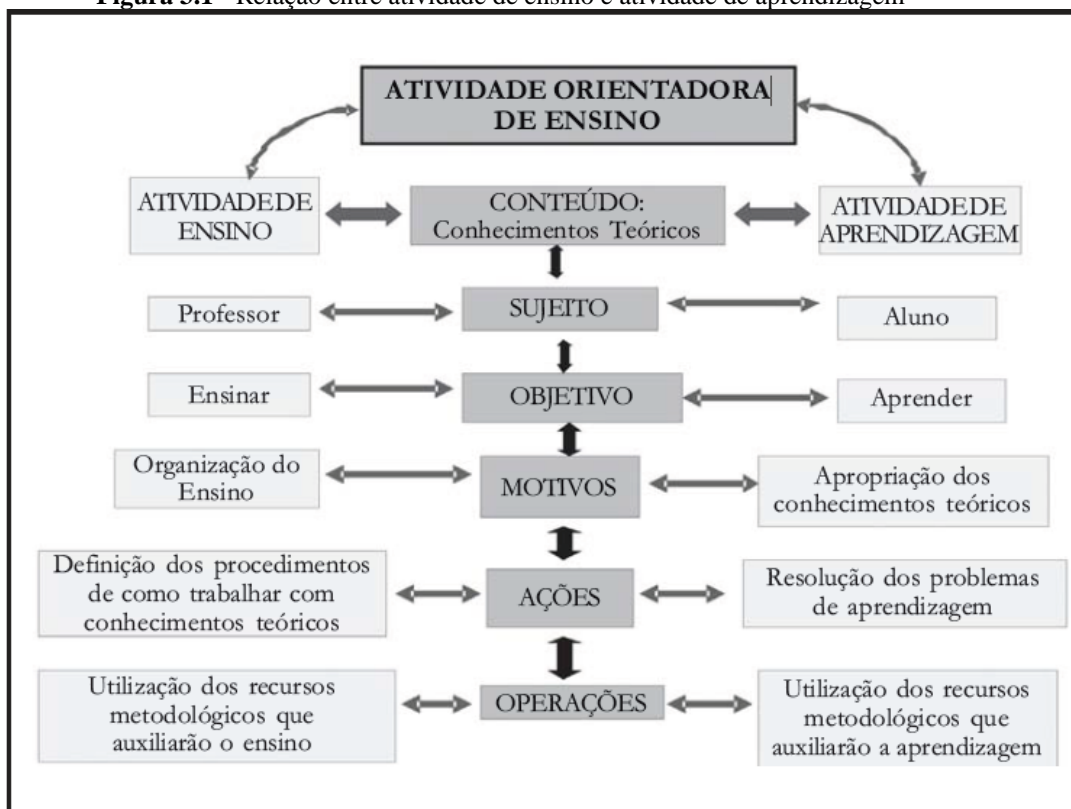 Figura 3.1 - Relação entre atividade de ensino e atividade de aprendizagem
ATIVIDADE ORIENTADORA
DE ENSINO
ATIVIDADE DE
ENSINO
CONTEÚDO:
Conhecimentos Teóricos
ATIVIDADE DE
APRENDIZAGEM
Professor
SUJEITO
Aluno
Ensinar
OBJETIVO
Aprender
Organização do
Ensino
MOTIVOS
Apropriação dos
conhecimentos teóricos
Definição dos procedimentos
de como trabalhar com
conhecimentos teóricos
AÇÕES
Resolução dos problemas
de aprendizagem
Utilização dos recursos
metodológicos que
auxiliarão o ensino
OPERAÇÕES
Utilização dos recursos
metodológicos que
auxiliarão a aprendizagem